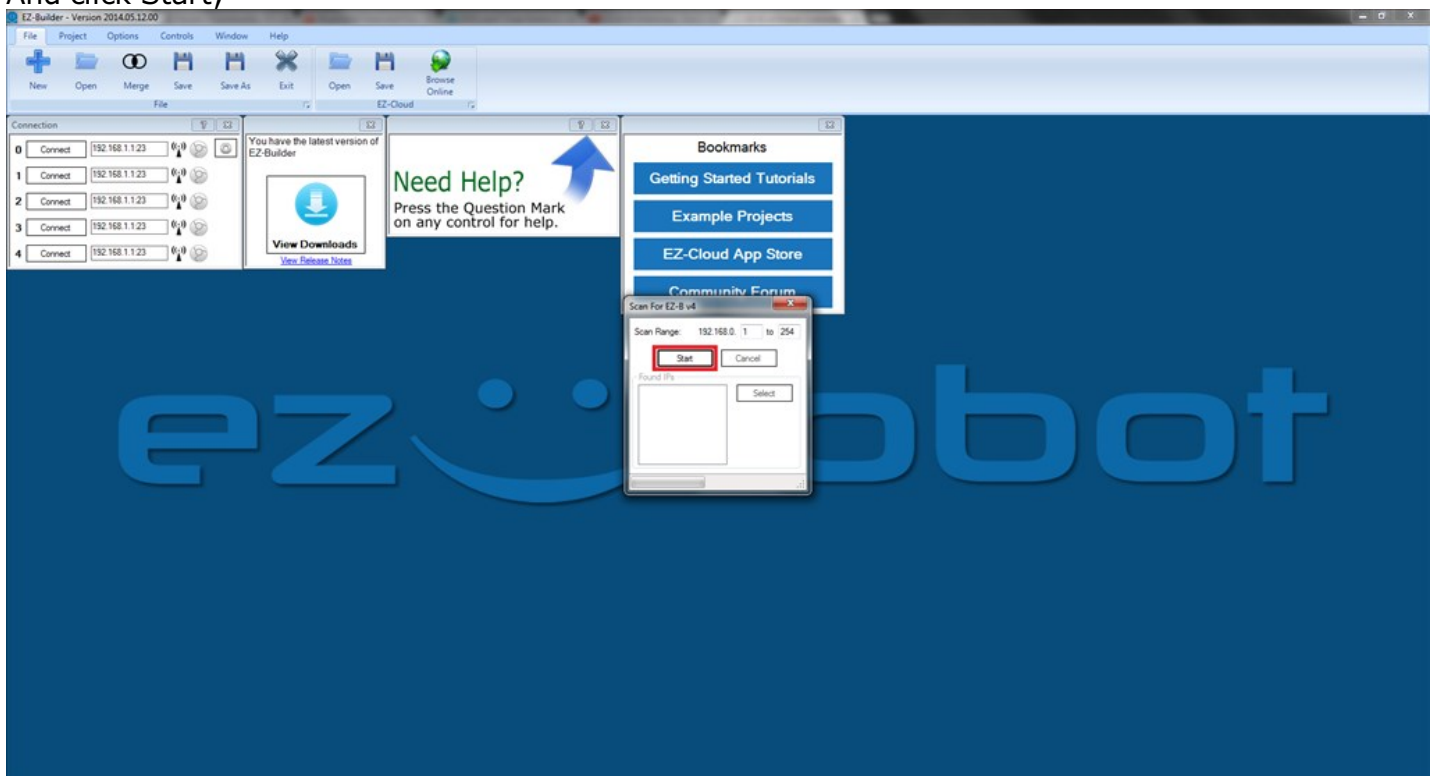 And click Start,
EZ-Builder - Version 2014.05.12.00
File Project Options Controls Window Help
New Open Merge Save Save As Exit Open Save Browse Online
File EZ-Cloud
Connection
0 Connect 192.168.1.1:23
1 Connect 192.168.1.1:23
2 Connect 192.168.1.1:23
3 Connect 192.168.1.1:23
4 Connect 192.168.1.1:23
You have the latest version of
EZ-Builder
View Downloads
View Release Notes
Need Help?
Press the Question Mark
on any control for help.
Bookmarks
Getting Started Tutorials
Example Projects
EZ-Cloud App Store
Community Forum
Scan For EZ-B v4
Scan Range: 192.168.0. 1 to 254
Start Cancel
Found IPs
Select
ez robot